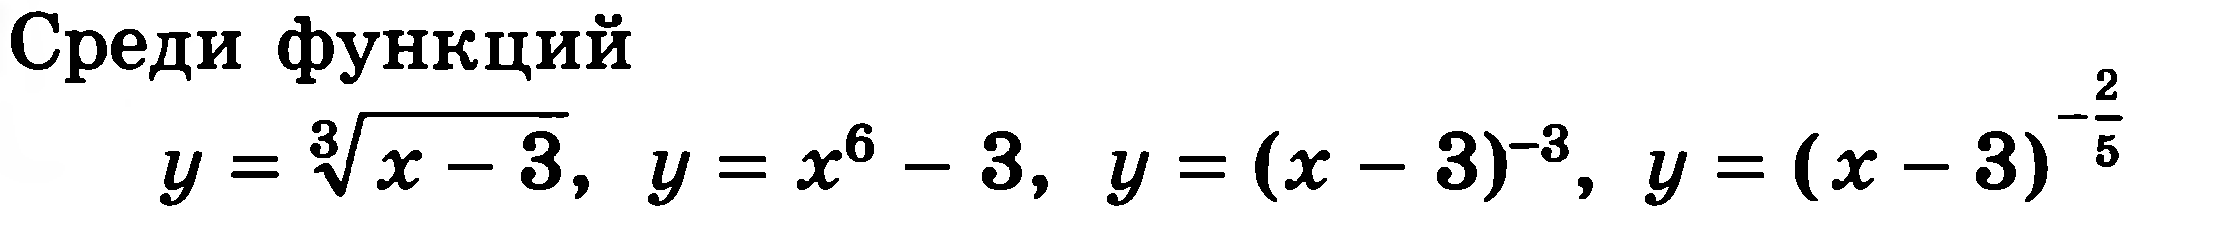 Среди функций
y = ∛(x − 3), y = x⁶ − 3, y = (x − 3)⁻³, y = (x − 3)^(−2/5)